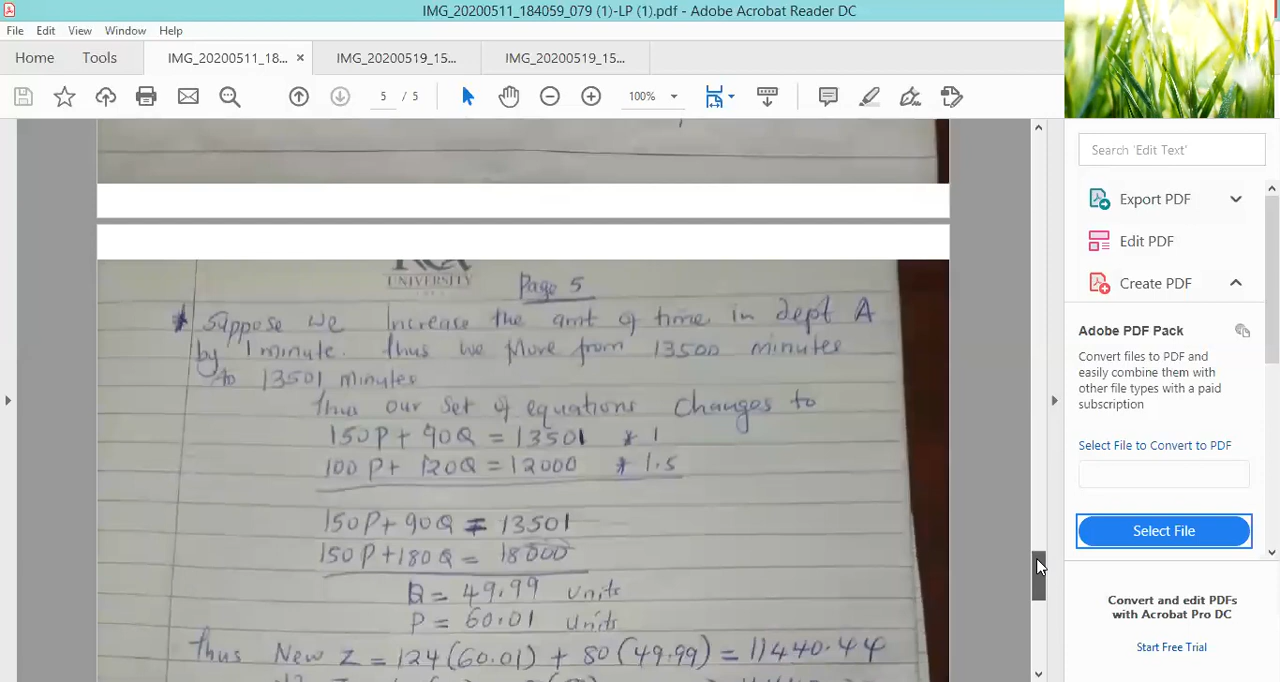 IMG_20200511_184059_079 (1)-LP (1).pdf - Adobe Acrobat Reader DC
File Edit View Window Help
Home Tools IMG_20200511_18... × IMG_20200519_15... IMG_20200519_15...
5 / 5 100%
Search 'Edit Text'
Export PDF
Edit PDF
Create PDF
Adobe PDF Pack
Convert files to PDF and
easily combine them with
other file types with a paid
subscription
Select File to Convert to PDF
Select File
Convert and edit PDFs
with Acrobat Pro DC
Start Free Trial
UNIVERSITY
Page 5
* Suppose we Increase the amt of time in dept A
by 1 minute. Thus we Move from 13500 minutes
to 13501 minutes
Thus our set of equations Changes to
150P + 90Q = 13501 * 1
100P + 120Q = 12000 * 1.5
150P + 90Q = 13501
150P + 180Q = 18000
Q = 49.99 units
P = 60.01 units
Thus New Z = 124(60.01) + 80(49.99) = 11440.44